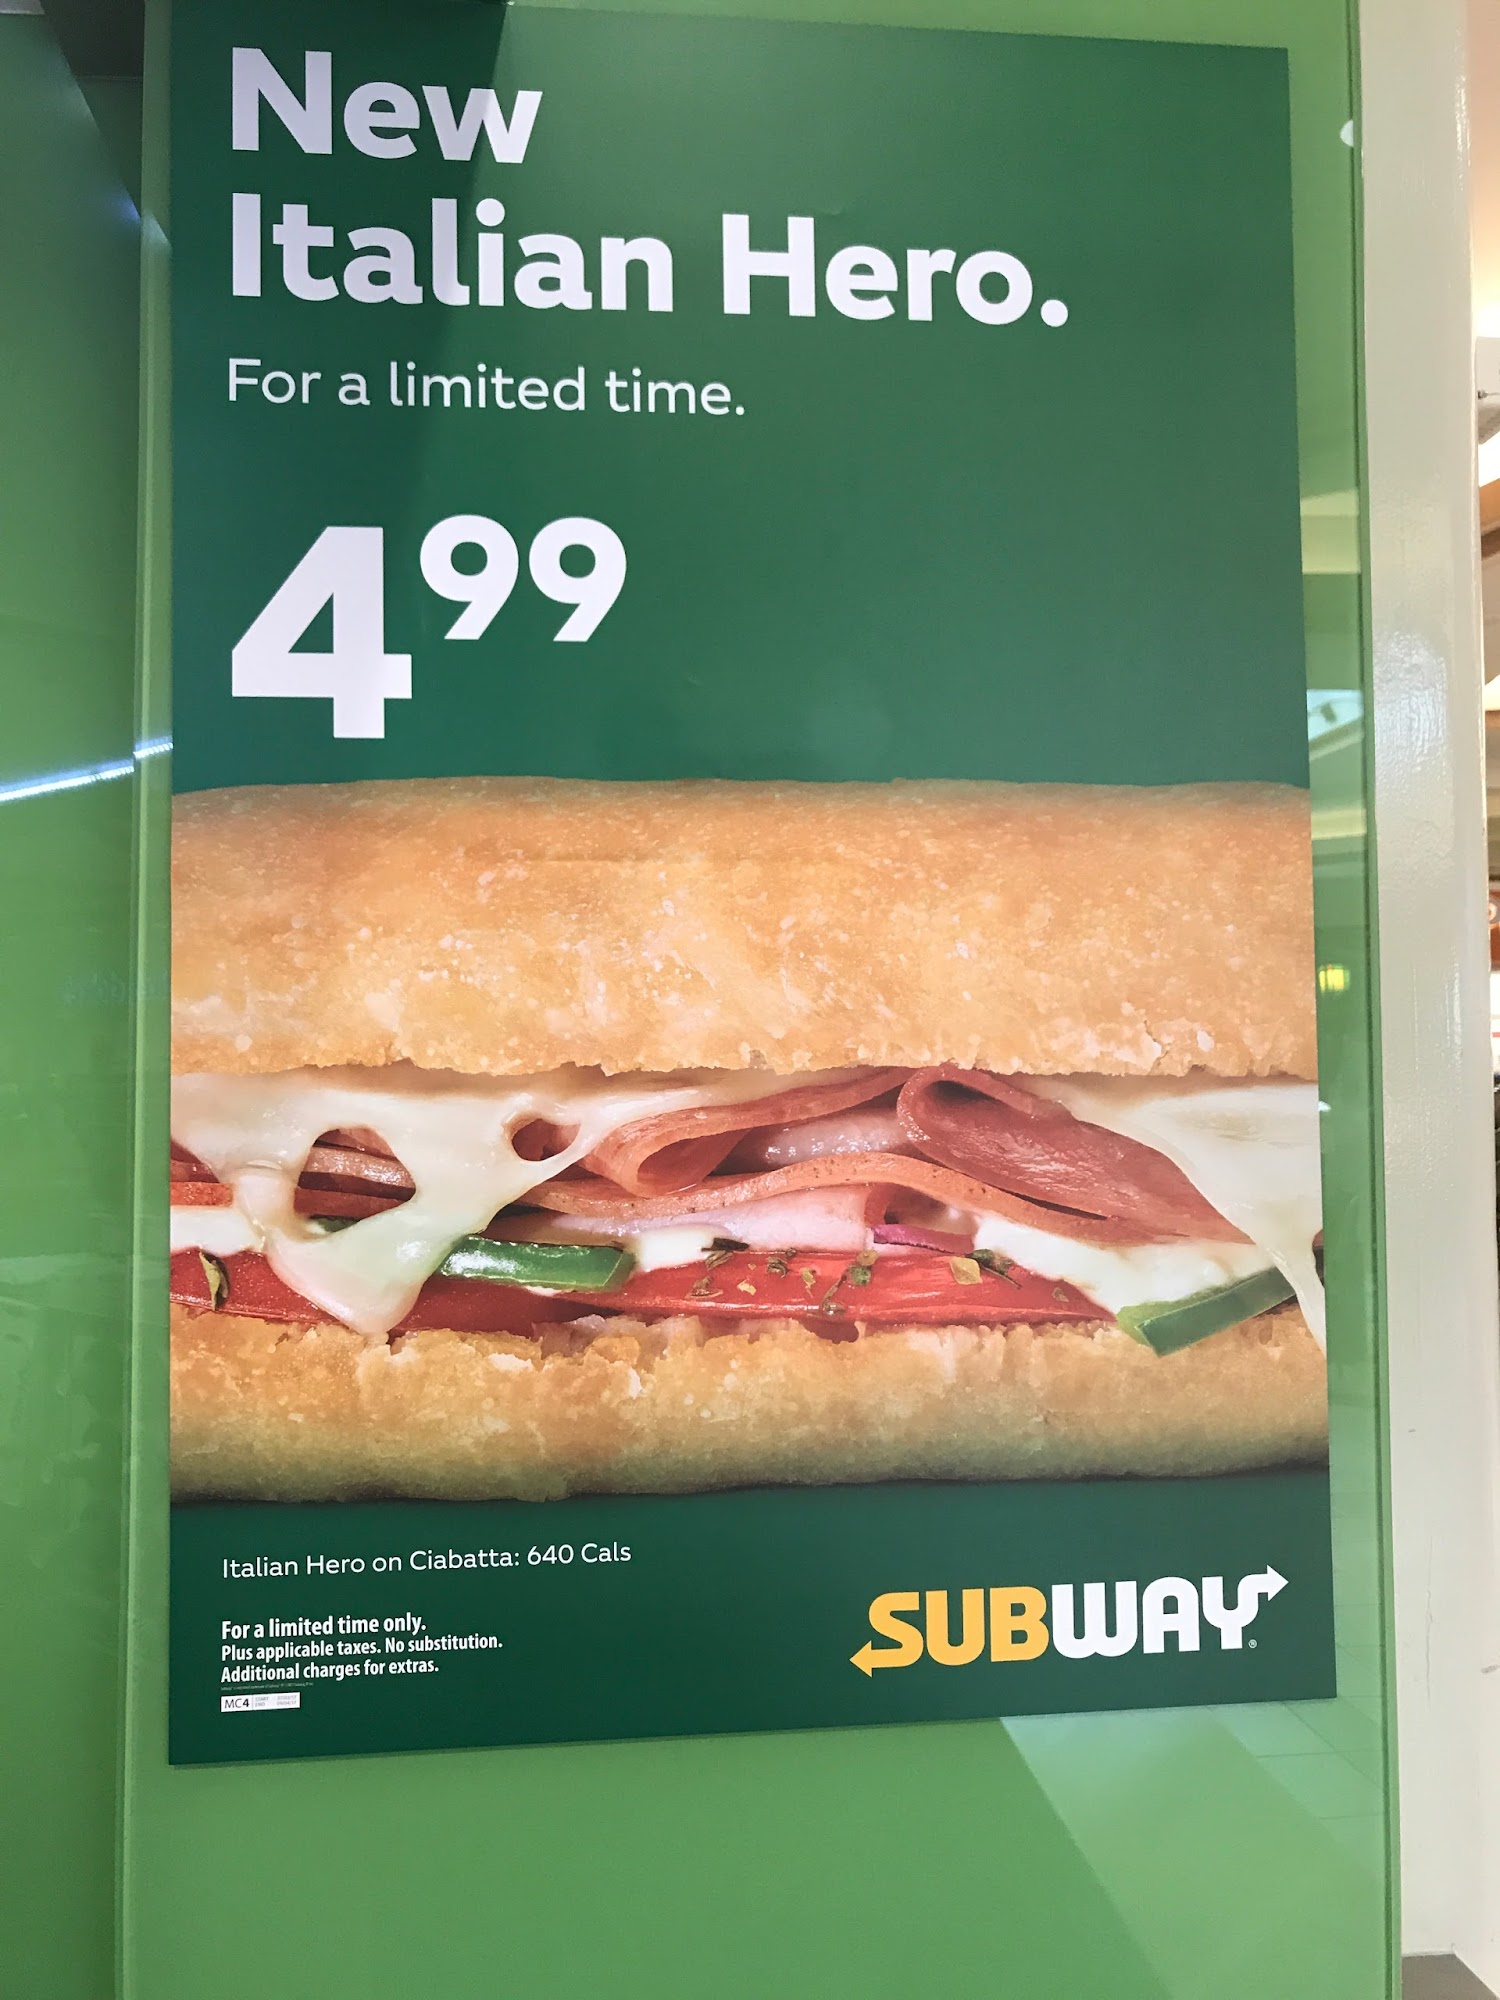 New
Italian Hero.
For a limited time.
4⁹⁹
Italian Hero on Ciabatta: 640 Cals
For a limited time only.
Plus applicable taxes. No substitution.
Additional charges for extras.
MC4
SUBWAY®